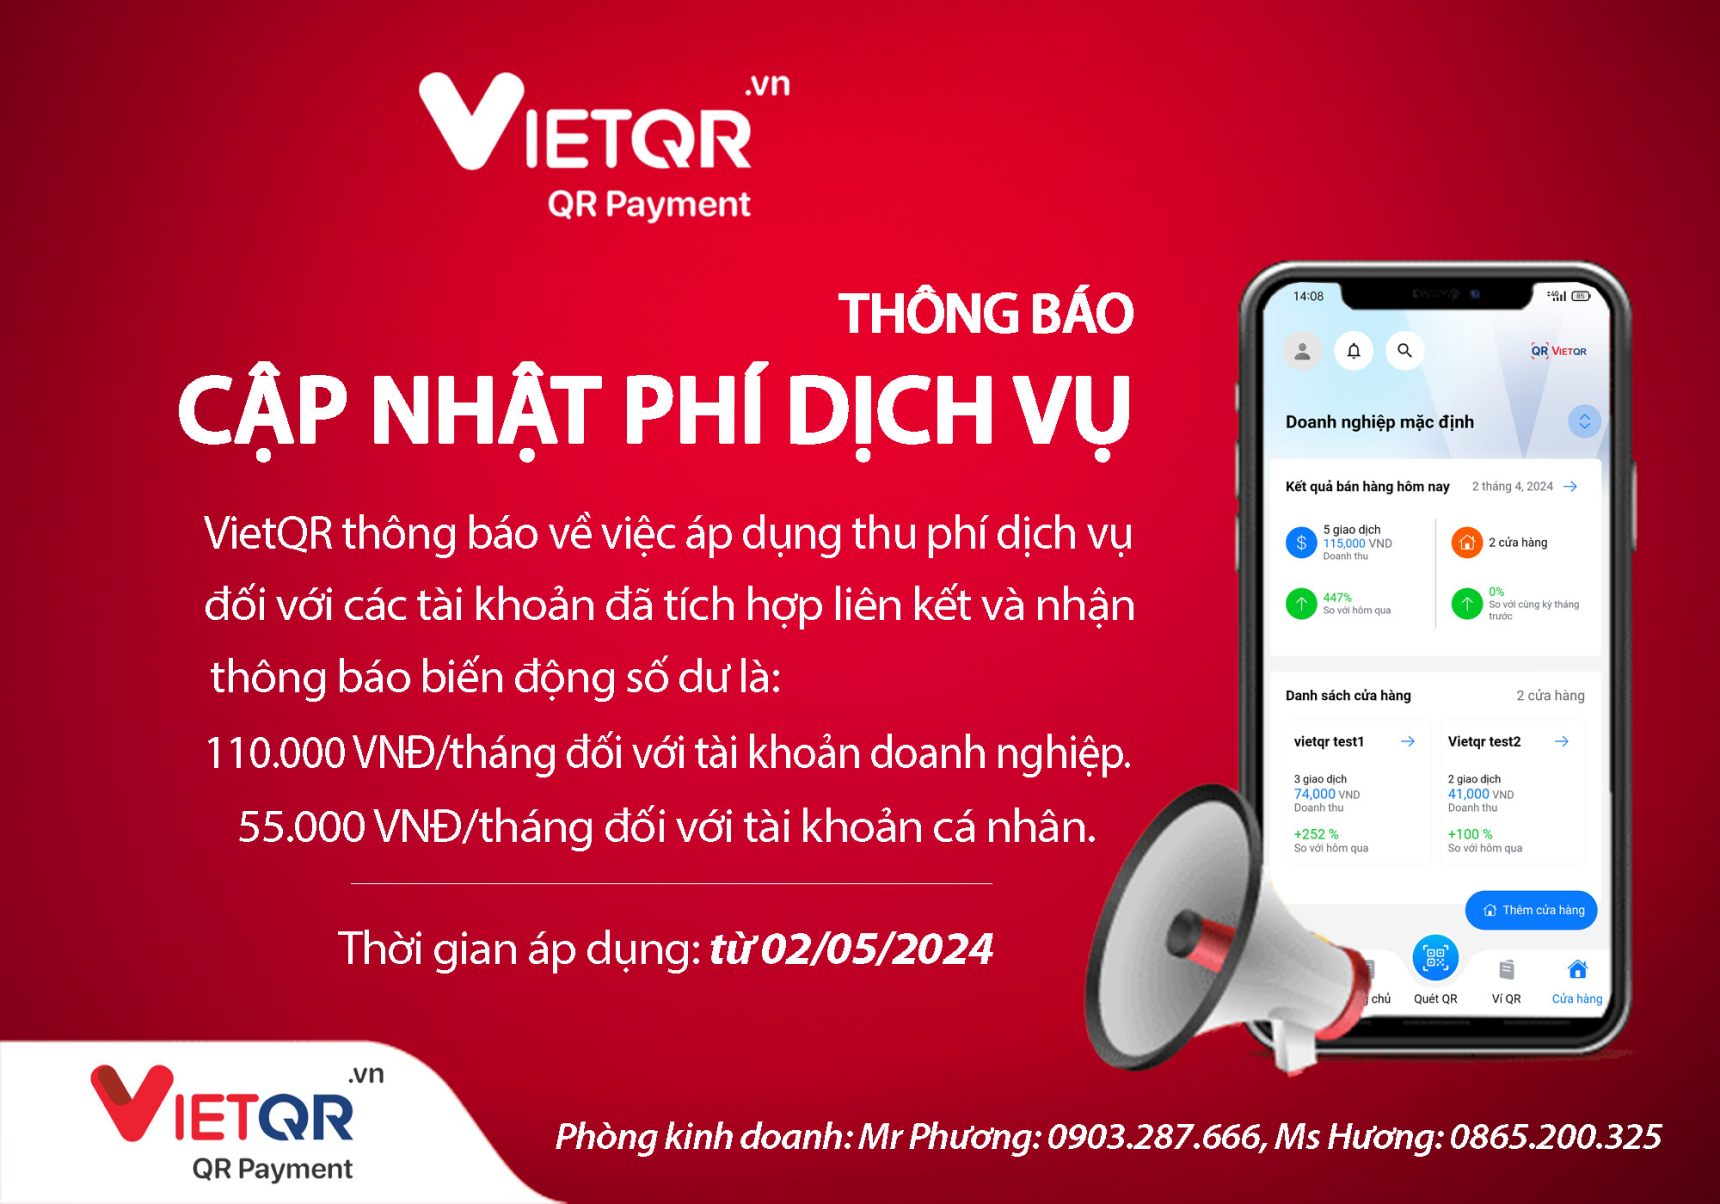 VIETQR.vn
QR Payment
THÔNG BÁO
CẬP NHẬT PHÍ DỊCH VỤ
VietQR thông báo về việc áp dụng thu phí dịch vụ
đối với các tài khoản đã tích hợp liên kết và nhận
thông báo biến động số dư là:
110.000 VNĐ/tháng đối với tài khoản doanh nghiệp.
55.000 VNĐ/tháng đối với tài khoản cá nhân.
Thời gian áp dụng: từ 02/05/2024
14:08
4G 85
QR VIETQR
Doanh nghiệp mặc định
Kết quả bán hàng hôm nay 2 tháng 4, 2024
5 giao dịch
115,000 VND
Doanh thu
2 cửa hàng
447%
So với hôm qua
0%
So với cùng kỳ tháng
trước
Danh sách cửa hàng 2 cửa hàng
vietqr test1
3 giao dịch
74,000 VND
Doanh thu
+252 %
So với hôm qua
Vietqr test2
2 giao dịch
41,000 VND
Doanh thu
+100 %
So với hôm qua
Thêm cửa hàng
chủ Quét QR Ví QR Cửa hàng
VIETQR.vn
QR Payment
Phòng kinh doanh: Mr Phương: 0903.287.666, Ms Hương: 0865.200.325